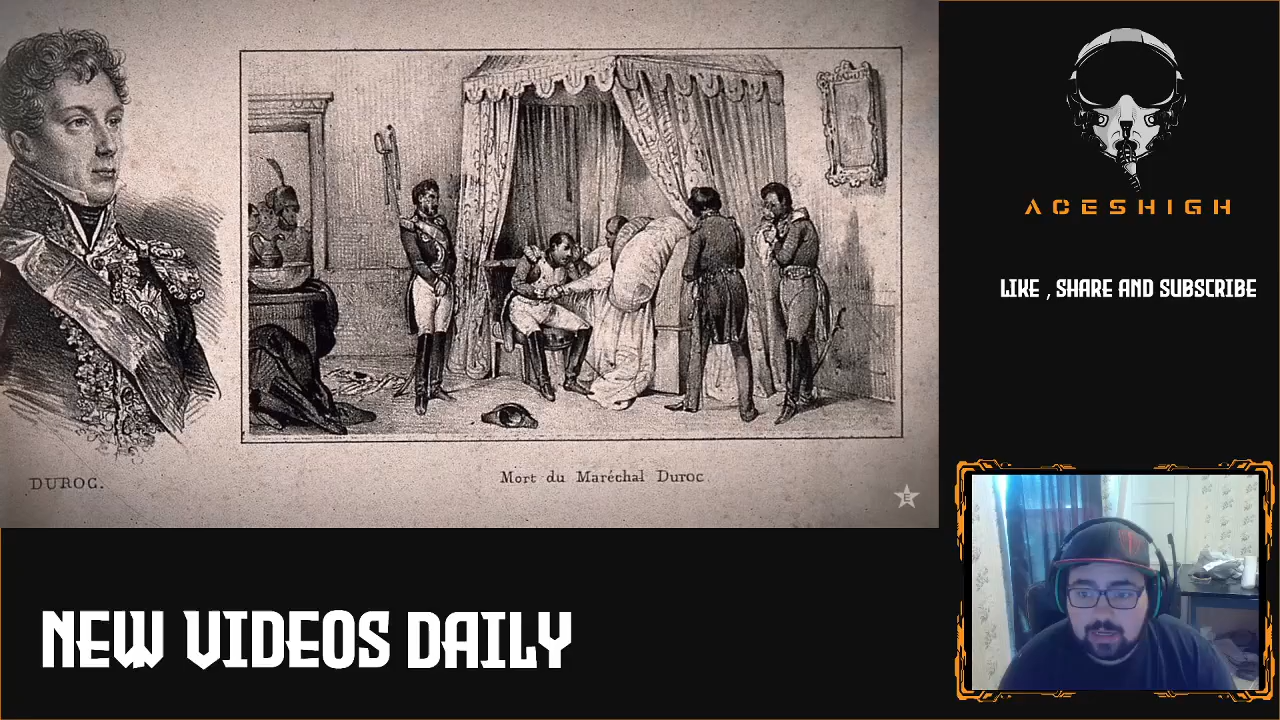 DUROC.
Mort du Maréchal Duroc
E
ACESHIGH
LIKE , SHARE AND SUBSCRIBE
NEW VIDEOS DAILY